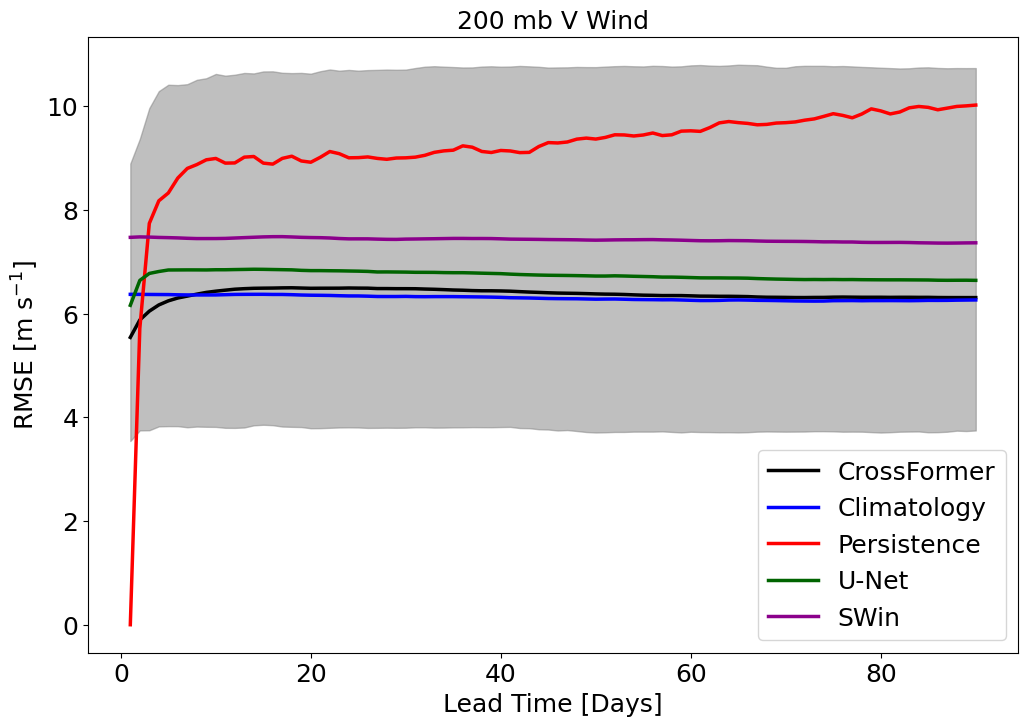 200 mb V Wind
RMSE [m s⁻¹]
10
8
6
4
2
0
0 20 40 60 80
Lead Time [Days]
CrossFormer
Climatology
Persistence
U-Net
SWin